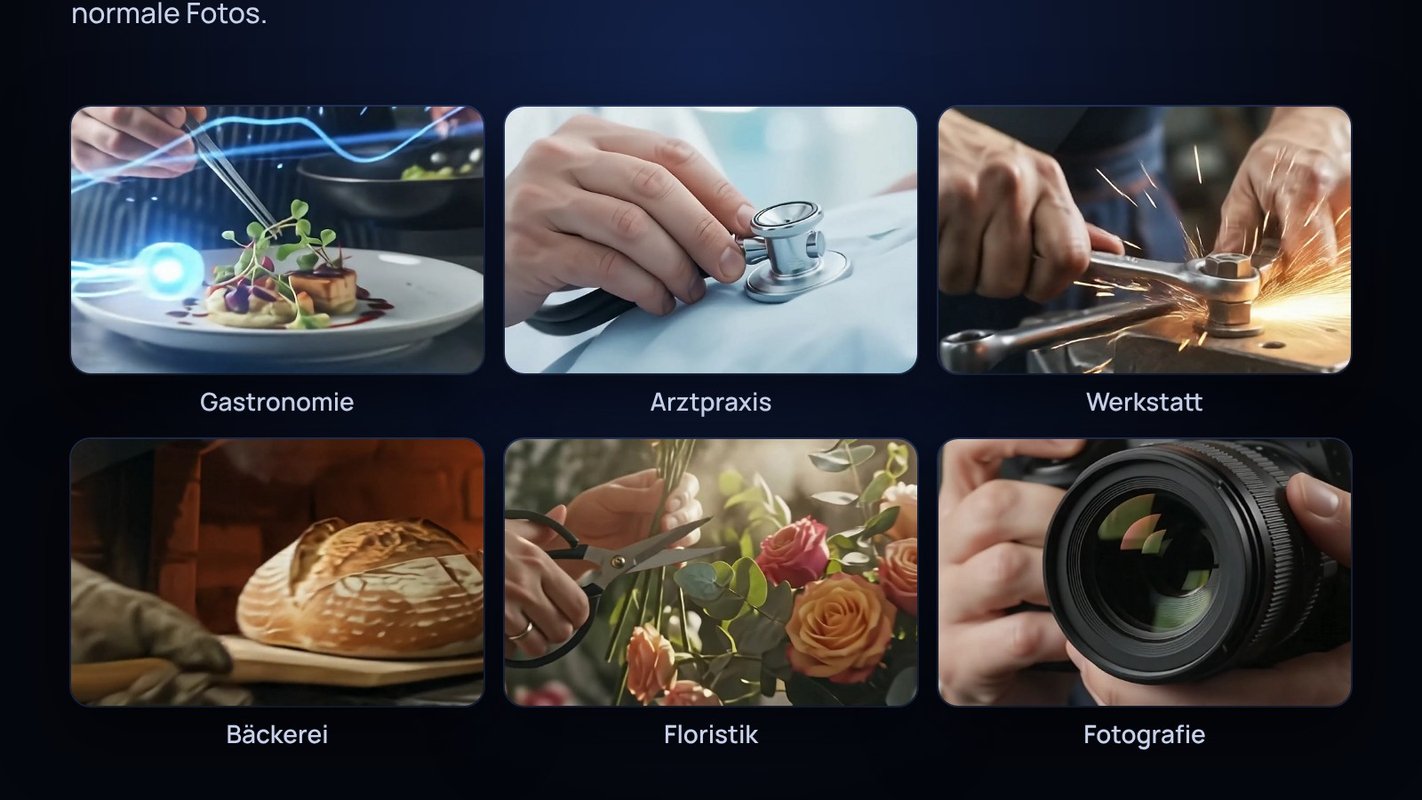 normale Fotos.
Gastronomie
Arztpraxis
Werkstatt
Bäckerei
Floristik
Fotografie